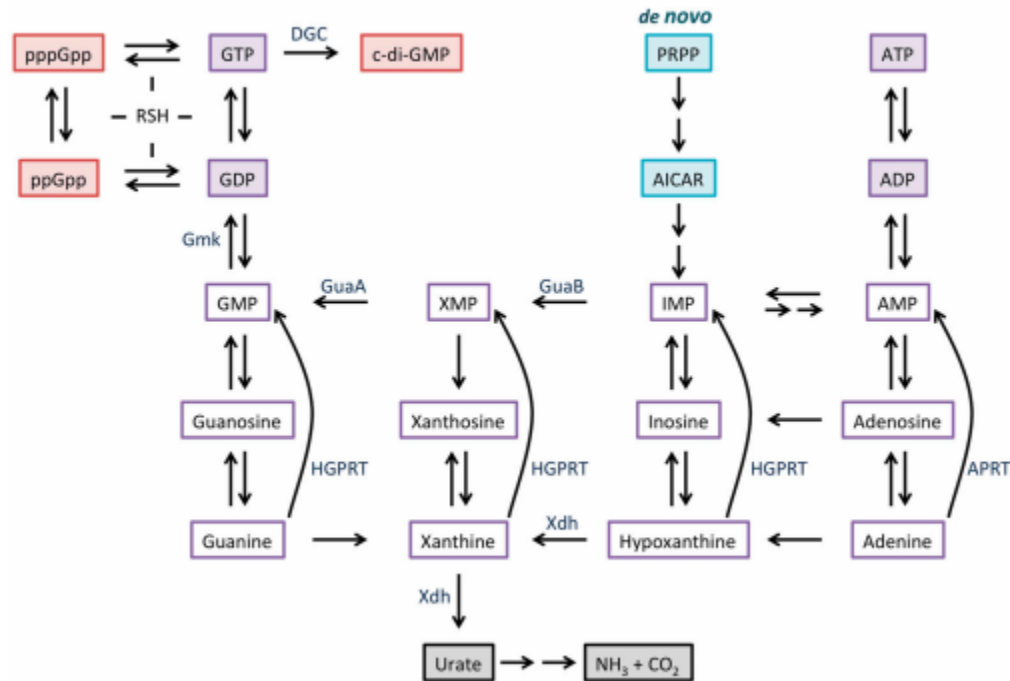 de novo
DGC
pppGpp
GTP
c-di-GMP
PRPP
ATP
RSH
ppGpp
GDP
AICAR
ADP
Gmk
GuaA
GuaB
GMP
XMP
IMP
AMP
Guanosine
Xanthosine
Inosine
Adenosine
HGPRT
HGPRT
HGPRT
APRT
Xdh
Guanine
Xanthine
Hypoxanthine
Adenine
Xdh
Urate
NH₃ + CO₂